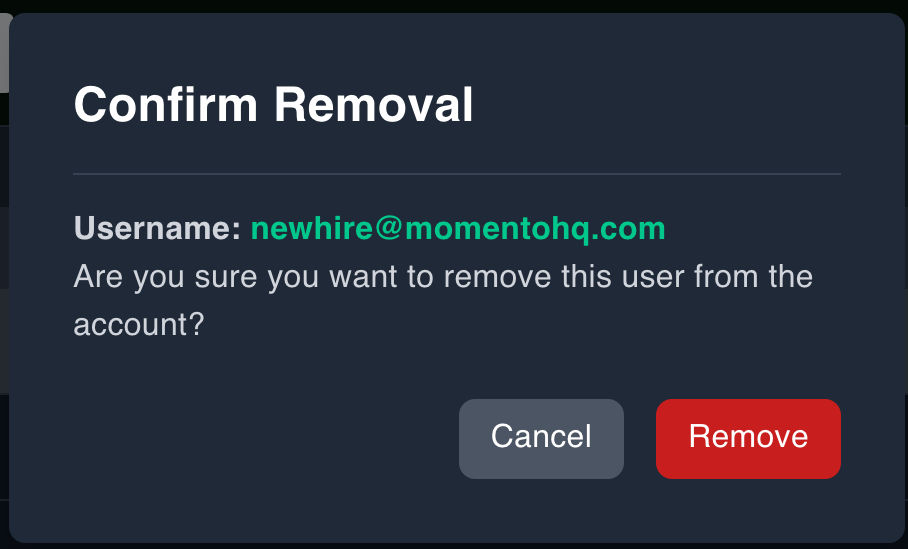 Confirm Removal
Username: newhire@momentohq.com
Are you sure you want to remove this user from the
account?
Cancel
Remove